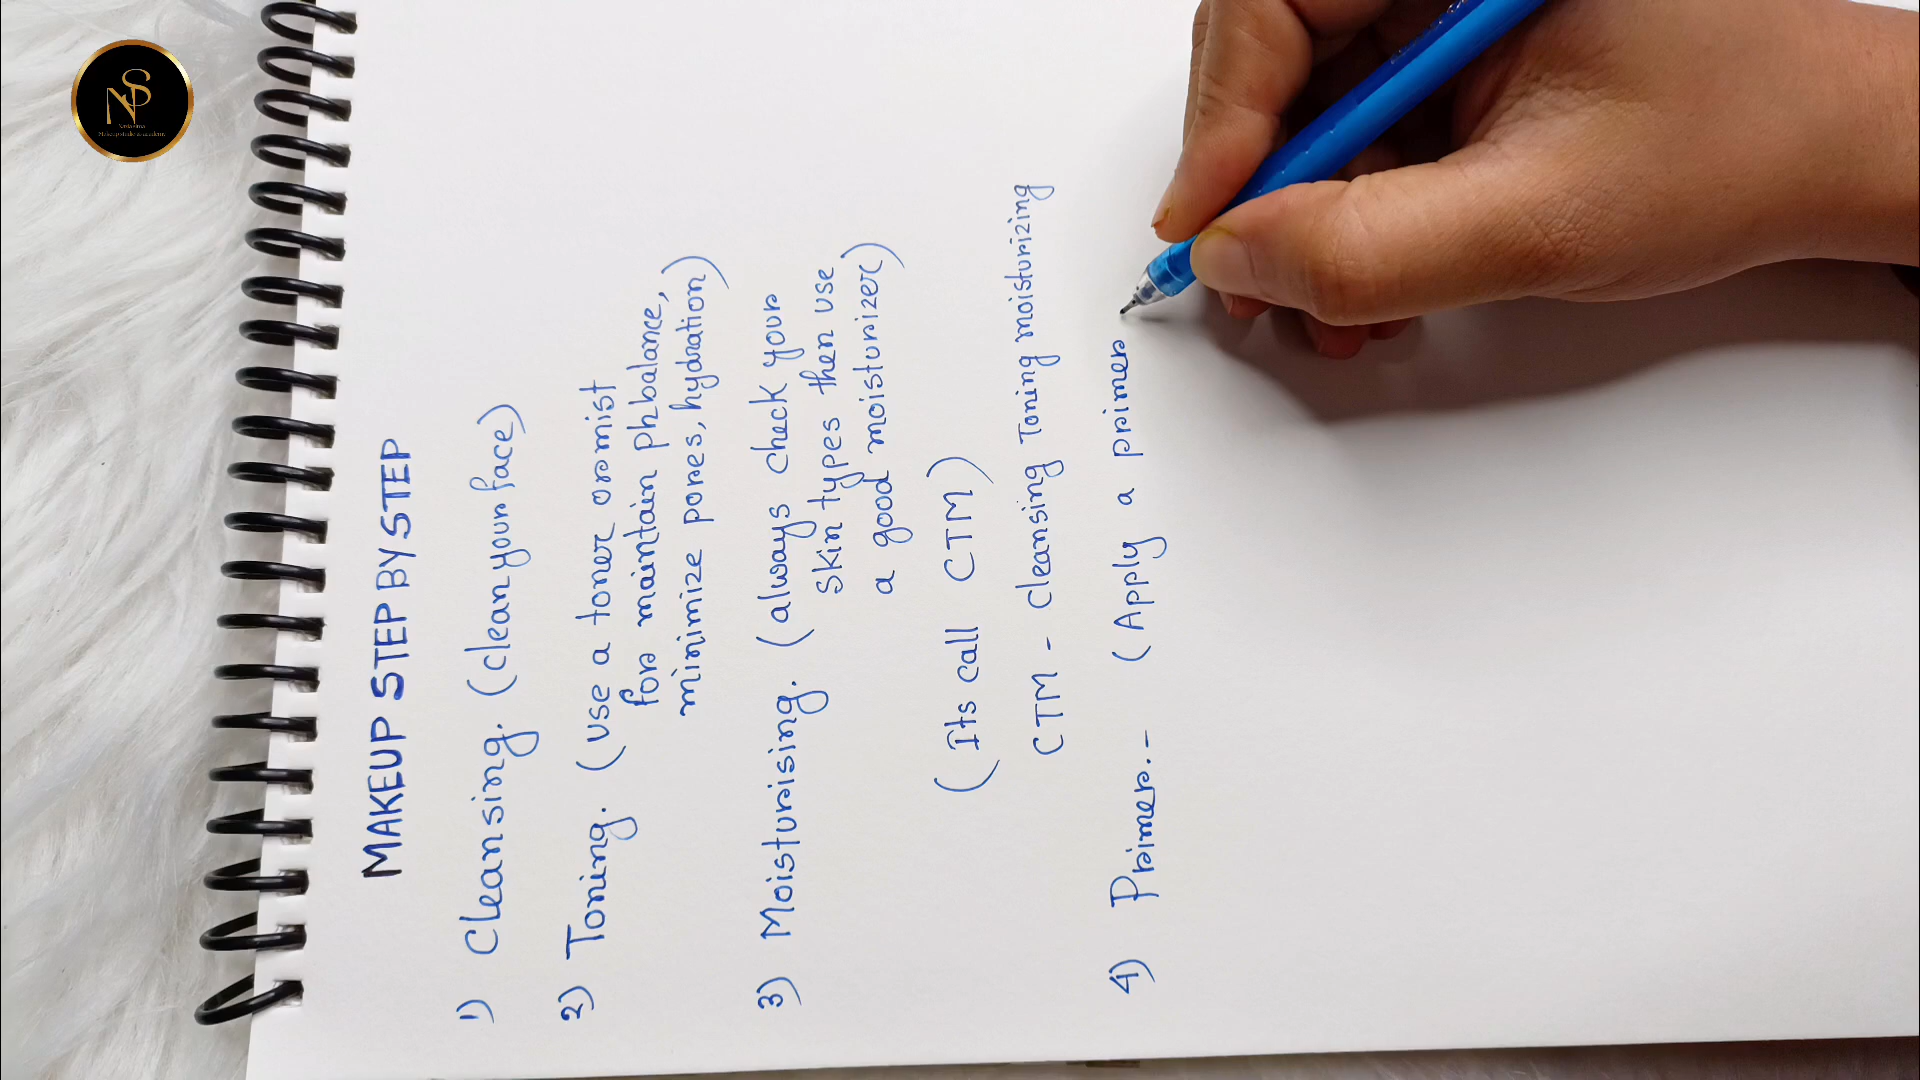 MAKEUP STEP BY STEP
1) Cleansing. (clean your face)
2) Toning. (use a toner or mist
for maintain ph balance,
minimize pores, hydration)
3) Moisturising. (always check your
skin types then use
a good moisturizer)
(Its call CTM)
CTM - Cleansing Toning moisturizing
4) Primer. - (Apply a primer
NS